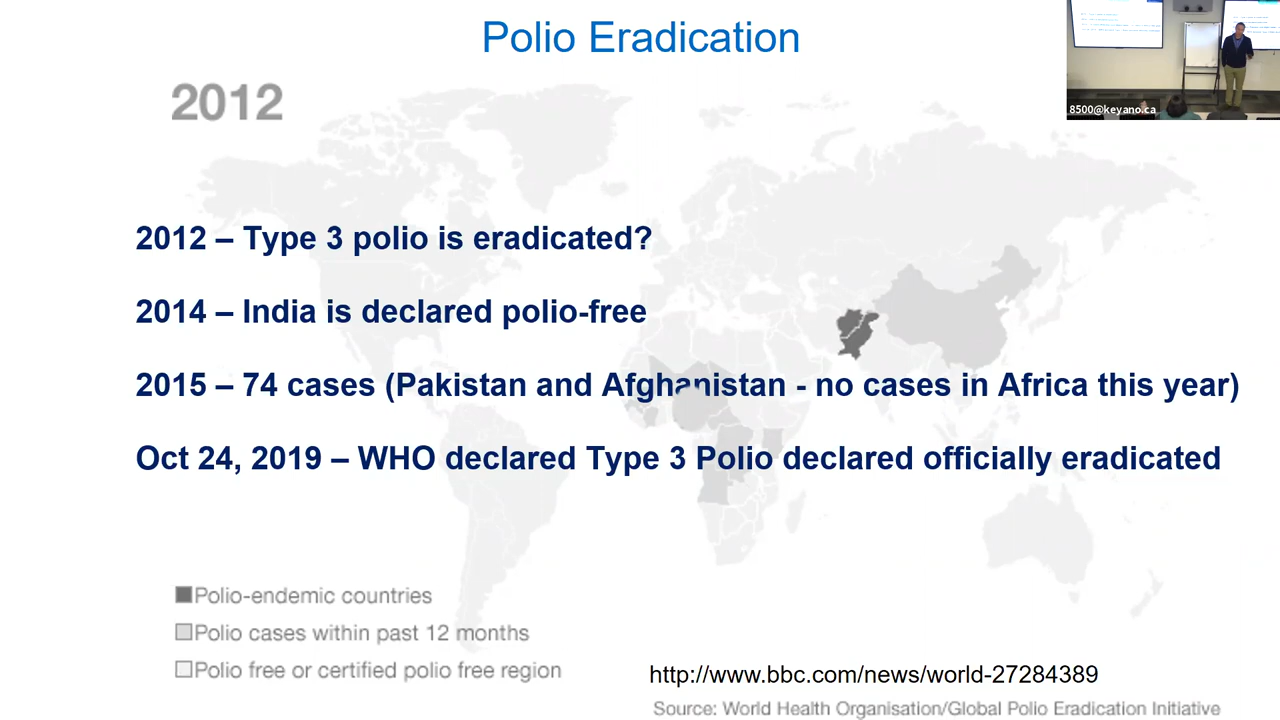 Polio Eradication
2012
8500@keyano.ca
2012 – Type 3 polio is eradicated?
2014 – India is declared polio-free
2015 – 74 cases (Pakistan and Afghanistan - no cases in Africa this year)
Oct 24, 2019 – WHO declared Type 3 Polio declared officially eradicated
Polio-endemic countries
Polio cases within past 12 months
Polio free or certified polio free region
http://www.bbc.com/news/world-27284389
Source: World Health Organisation/Global Polio Eradication Initiative